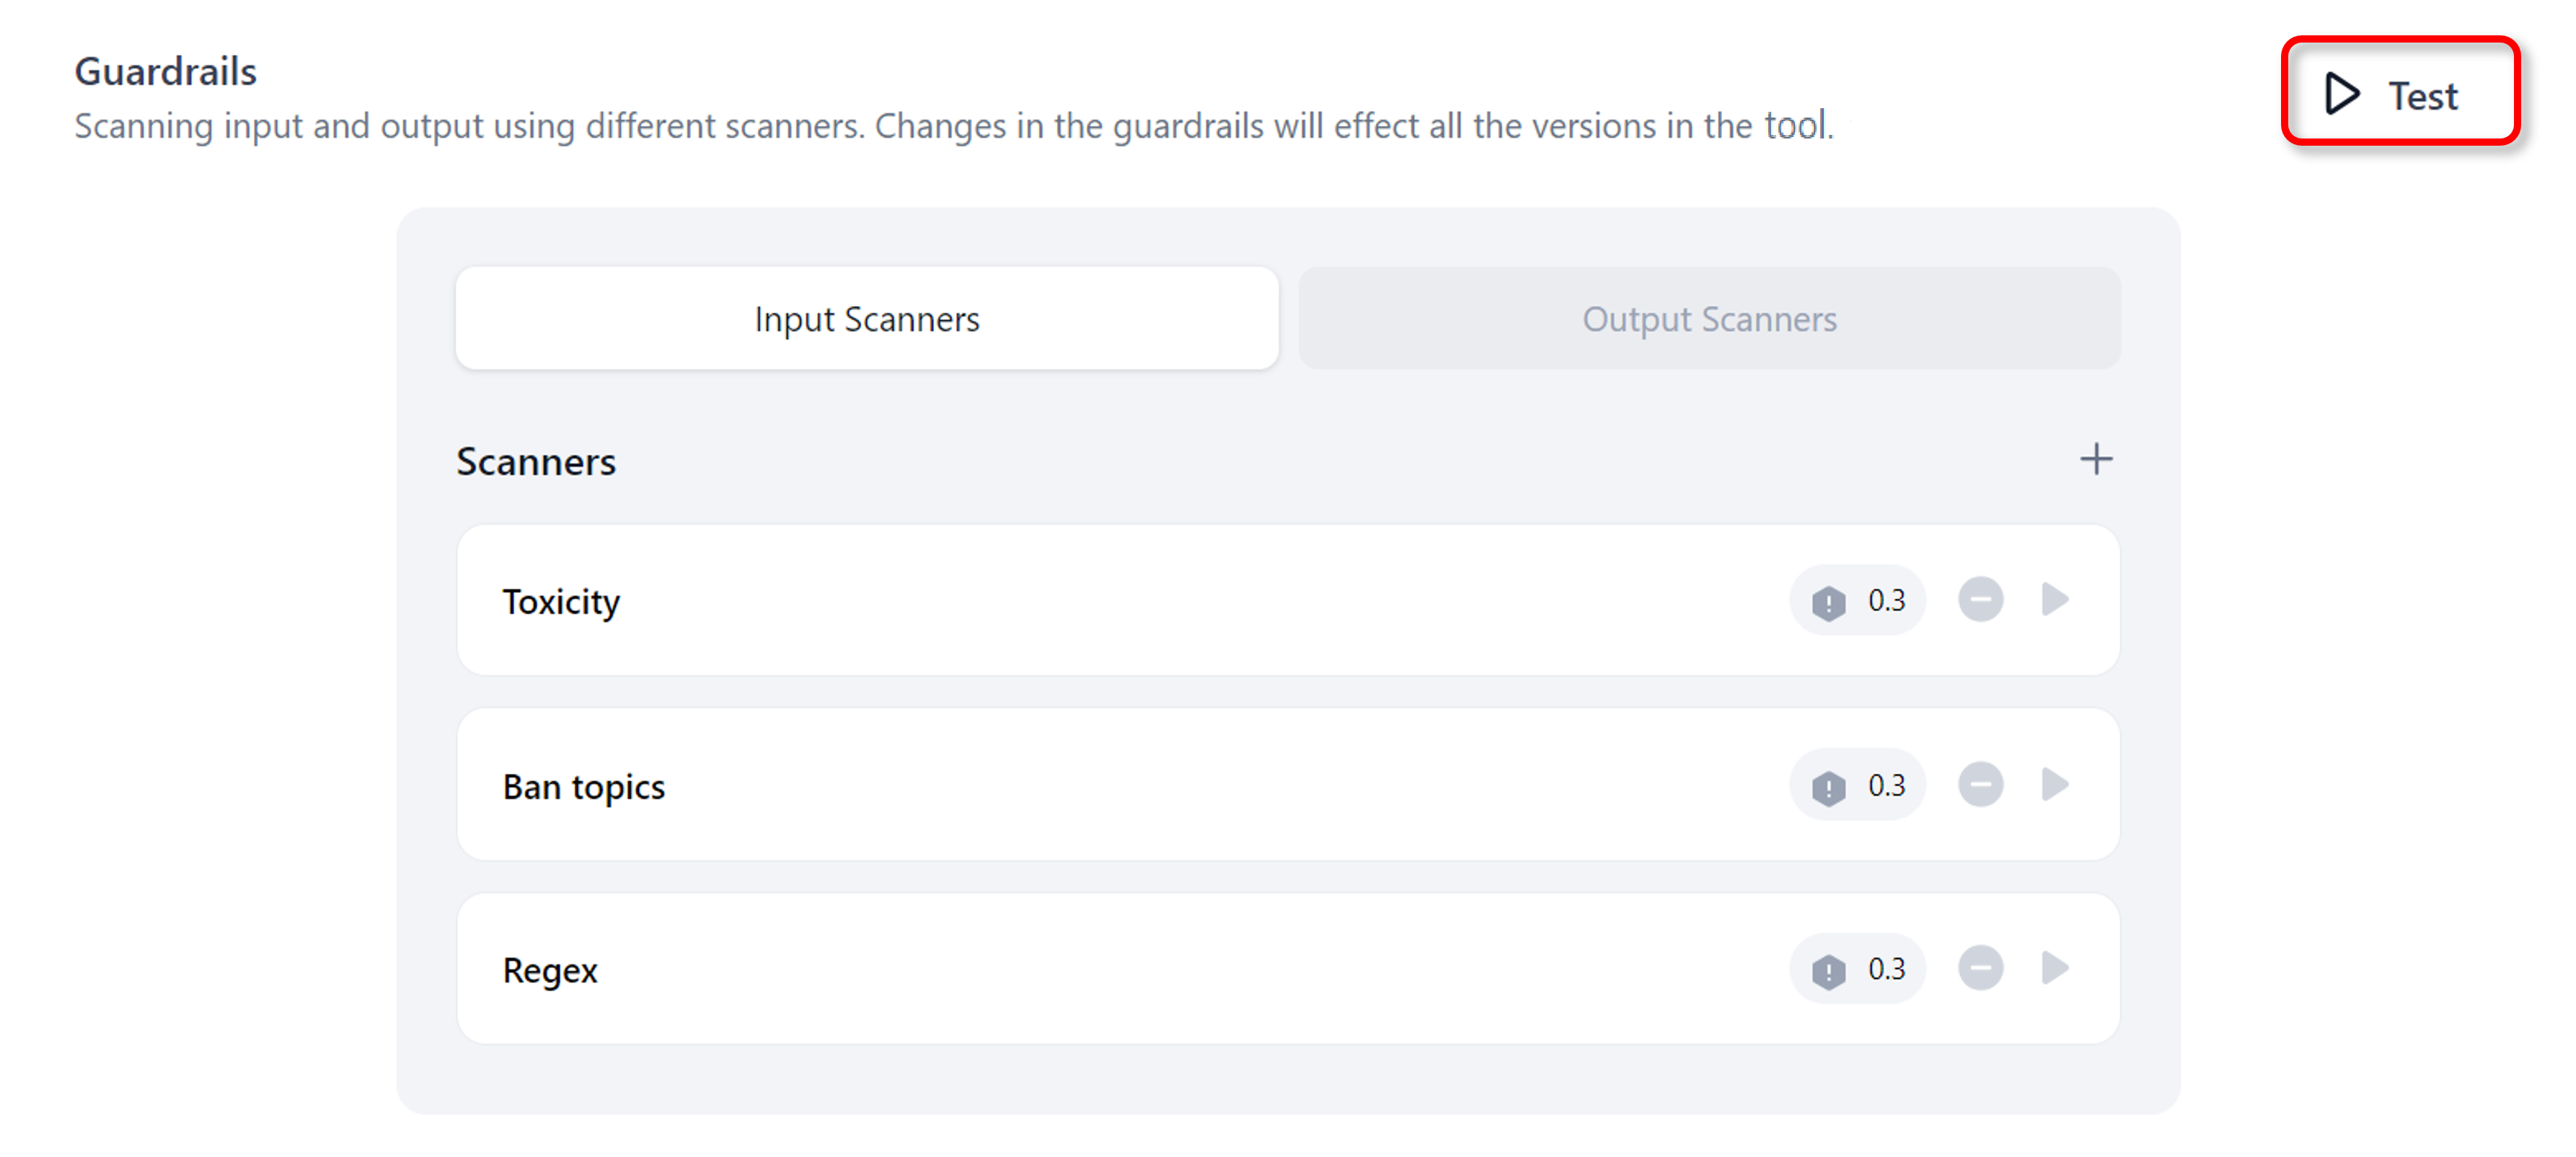 Guardrails
Test
Scanning input and output using different scanners. Changes in the guardrails will effect all the versions in the tool.
Input Scanners
Output Scanners
Scanners
Toxicity
0.3
Ban topics
0.3
Regex
0.3